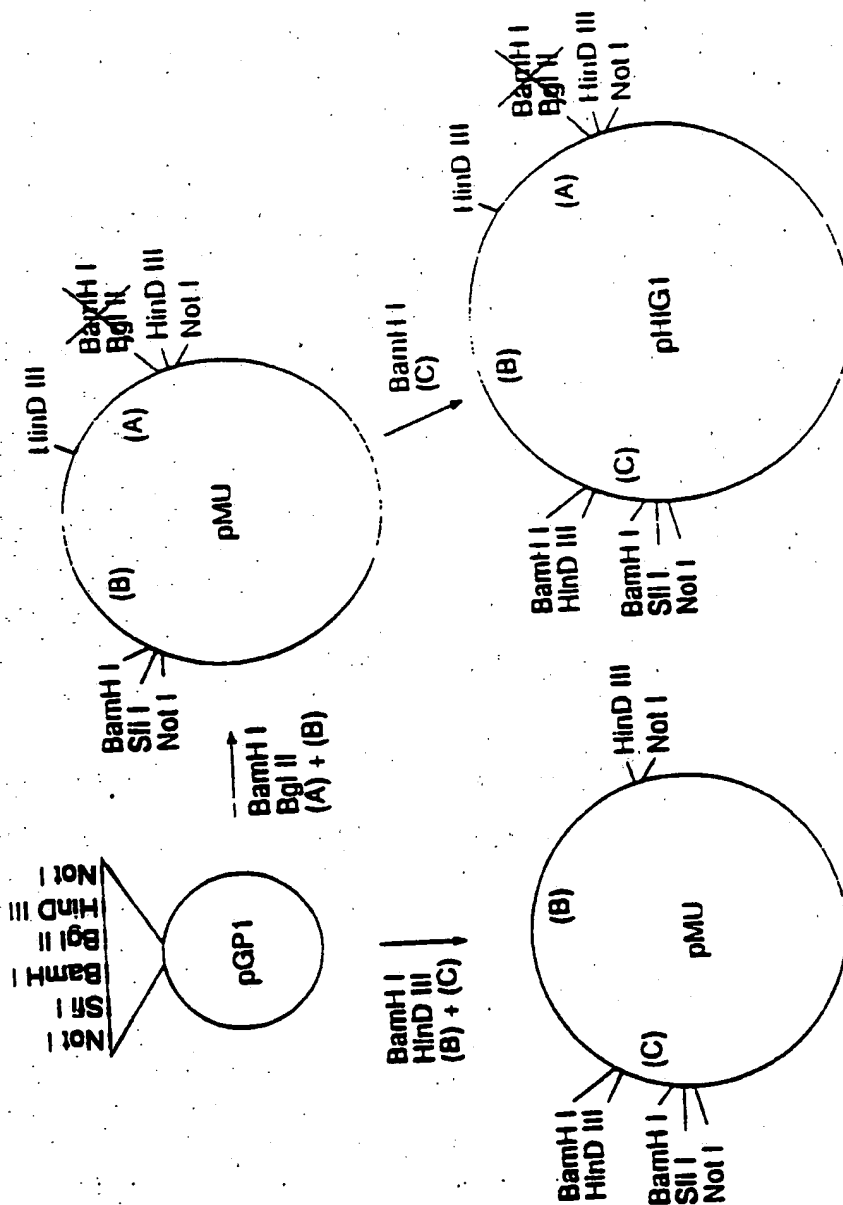 Not I
Sfi I
BamH I
Bgl II
HinD III
Not I
pGP1
BamH I
Bgl II
(A) + (B)
BamH I
HinD III
(B) + (C)
BamH I
Sfi I
Not I
(B)
HinD III
(A)
BamH I
Bgl II
HinD III
Not I
pMU
BamH I
(C)
BamH I
HinD III
(C)
BamH I
Sfi I
Not I
(B)
HinD III
Not I
pMU
BamH I
HinD III
(C)
BamH I
Sfi I
Not I
(B)
HinD III
(A)
BamH I
Bgl II
HinD III
Not I
pHIG1